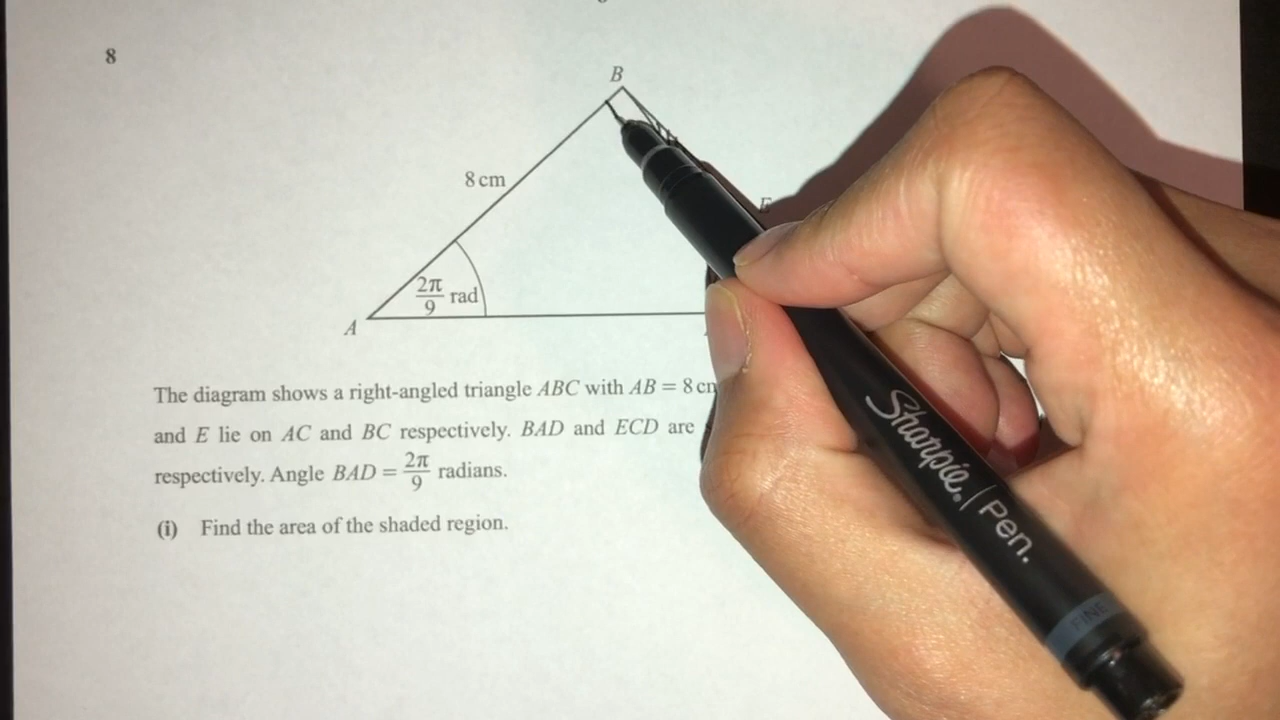 8
B
8 cm
E
2π
9
rad
A
The diagram shows a right-angled triangle ABC with AB = 8
and E lie on AC and BC respectively. BAD and ECD are
respectively. Angle BAD = 2π/9 radians.
(i) Find the area of the shaded region.
Sharpie. Pen.
FINE